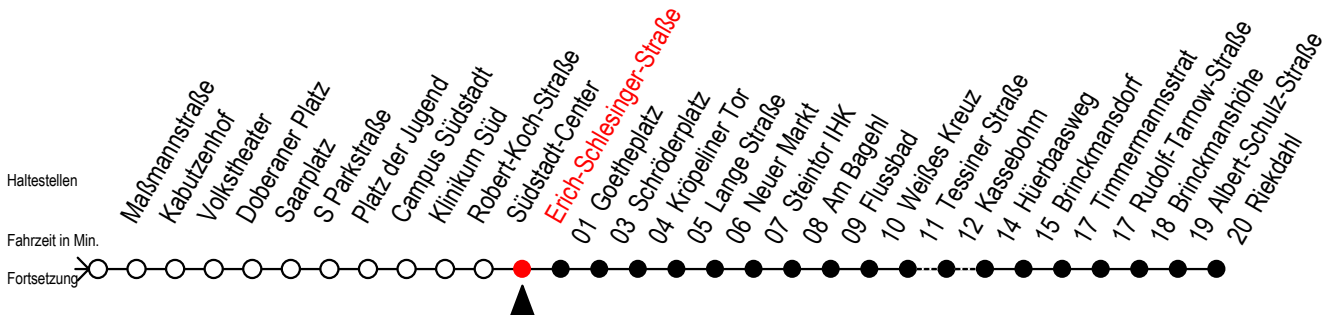 Haltestellen
Fahrzeit in Min.
Fortsetzung
Maßmannstraße
Kabutzenhof
Volkstheater
Doberaner Platz
Saarplatz
S Parkstraße
Platz der Jugend
Campus Südstadt
Klinikum Süd
Robert-Koch-Straße
Südstadt-Center
Erich-Schlesinger-Straße
01 Goetheplatz
03 Schröderplatz
04 Kröpeliner Tor
05 Lange Straße
06 Neuer Markt
07 Steintor IHK
08 Am Bagehl
09 Flussbad
10 Weißes Kreuz
11 Tessiner Straße
12 Kassebohm
14 Hüerbaasweg
15 Brinckmansdorf
17 Timmermannsstrat
17 Rudolf-Tarnow-Straße
18 Brinckmanshöhe
19 Albert-Schulz-Straße
20 Riekdahl